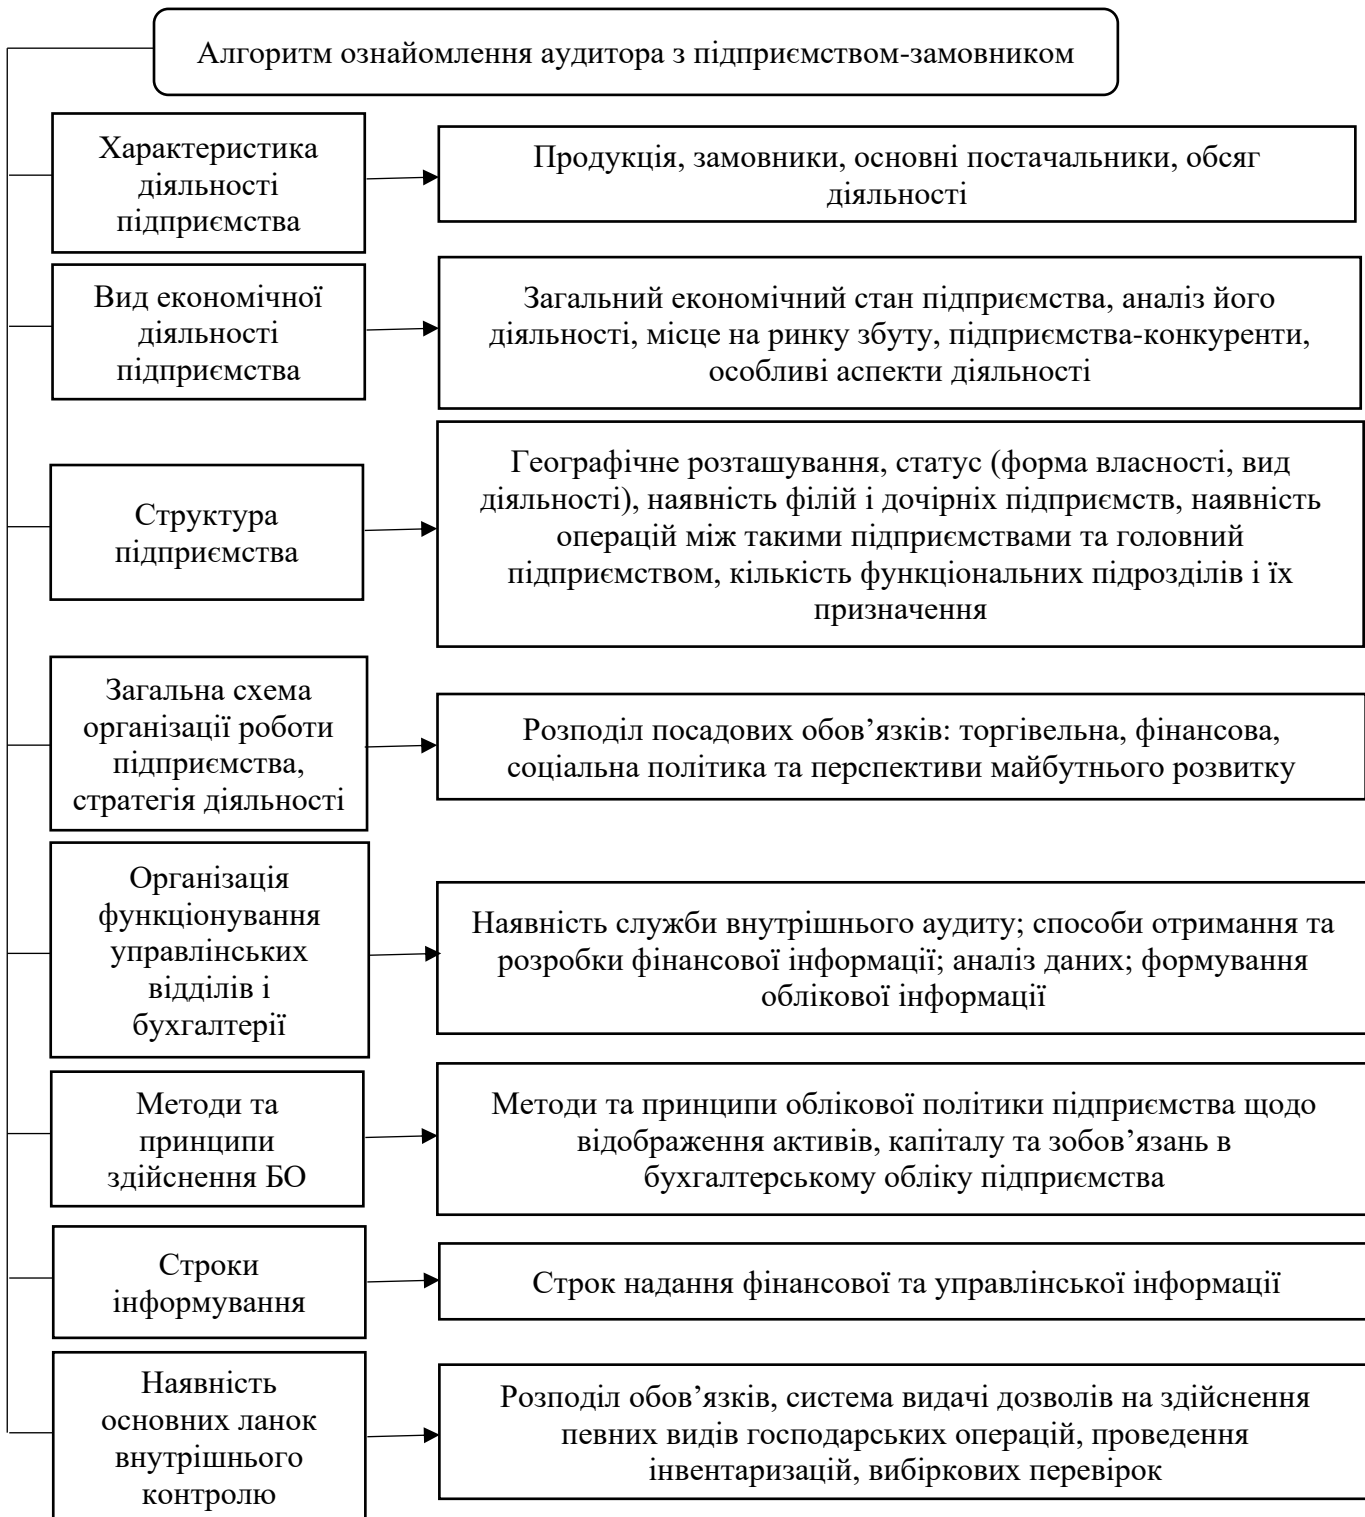 Алгоритм ознайомлення аудитора з підприємством-замовником
Характеристика
діяльності
підприємства
Продукція, замовники, основні постачальники, обсяг
діяльності
Вид економічної
діяльності
підприємства
Загальний економічний стан підприємства, аналіз його
діяльності, місце на ринку збуту, підприємства-конкуренти,
особливі аспекти діяльності
Структура
підприємства
Географічне розташування, статус (форма власності, вид
діяльності), наявність філій і дочірніх підприємств, наявність
операцій між такими підприємствами та головний
підприємством, кількість функціональних підрозділів і їх
призначення
Загальна схема
організації роботи
підприємства,
стратегія діяльності
Розподіл посадових обов’язків: торгівельна, фінансова,
соціальна політика та перспективи майбутнього розвитку
Організація
функціонування
управлінських
відділів і
бухгалтерії
Наявність служби внутрішнього аудиту; способи отримання та
розробки фінансової інформації; аналіз даних; формування
облікової інформації
Методи та
принципи
здійснення БО
Методи та принципи облікової політики підприємства щодо
відображення активів, капіталу та зобов’язань в
бухгалтерському обліку підприємства
Строки
інформування
Строк надання фінансової та управлінської інформації
Наявність
основних ланок
внутрішнього
контролю
Розподіл обов’язків, система видачі дозволів на здійснення
певних видів господарських операцій, проведення
інвентаризацій, вибіркових перевірок